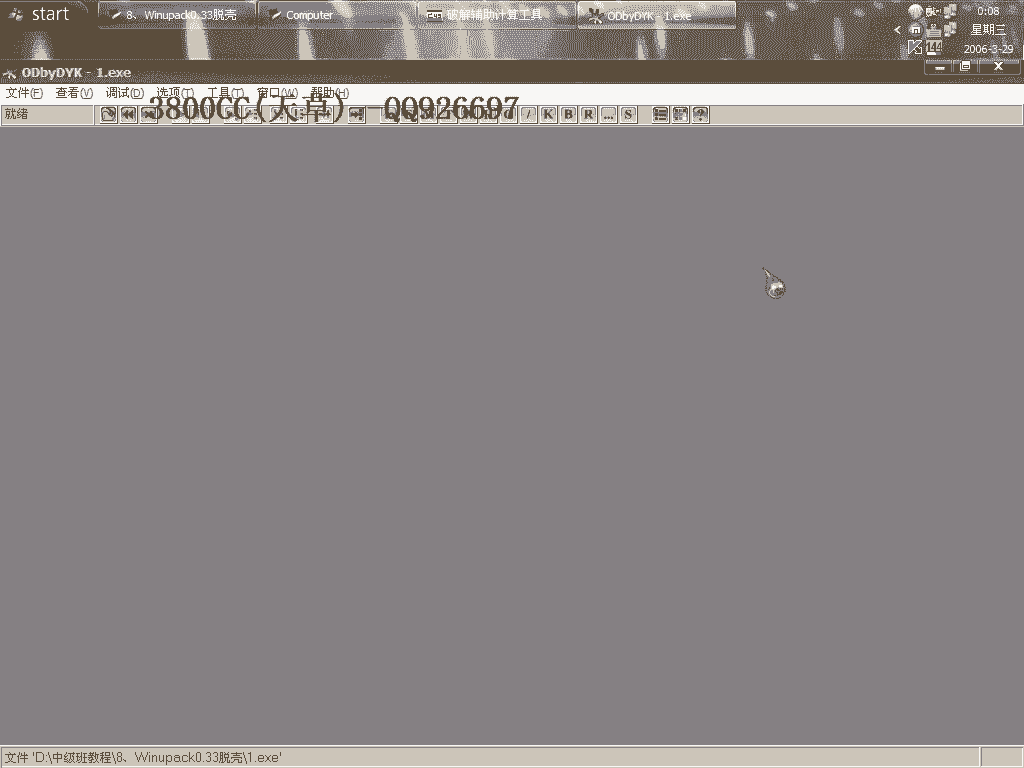 start
8、Winupack0.33脱壳
Computer
破解辅助计算工具
ODbyDYK - 1.exe
0:08
星期三
2006-3-29
144
ODbyDYK - 1.exe
文件(F) 查看(V) 调试(D) 选项(T) 工具(T) 窗口(W) 帮助(H)
3800CC(天草) —QQ926697
就绪
/ K B R ... S
文件 'D:\中级班教程\8、Winupack0.33脱壳\1.exe'